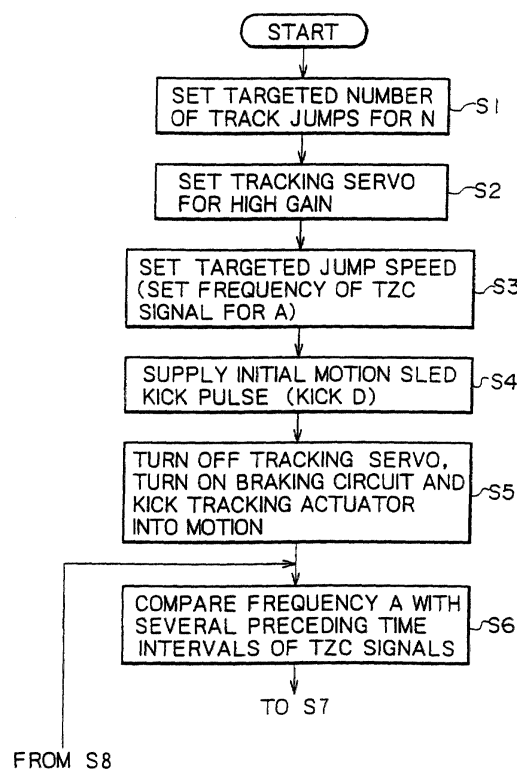 START
SET TARGETED NUMBER
OF TRACK JUMPS FOR N
S1
SET TRACKING SERVO
FOR HIGH GAIN
S2
SET TARGETED JUMP SPEED
(SET FREQUENCY OF TZC
SIGNAL FOR A)
S3
SUPPLY INITIAL MOTION SLED
KICK PULSE (KICK D)
S4
TURN OFF TRACKING SERVO,
TURN ON BRAKING CIRCUIT AND
KICK TRACKING ACTUATOR
INTO MOTION
S5
COMPARE FREQUENCY A WITH
SEVERAL PRECEDING TIME
INTERVALS OF TZC SIGNALS
S6
TO S7
FROM S8